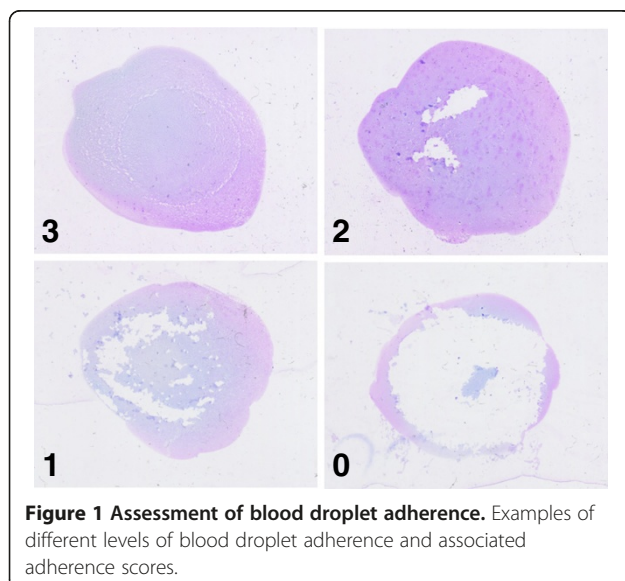 3
2
1
0
Figure 1 Assessment of blood droplet adherence. Examples of
different levels of blood droplet adherence and associated
adherence scores.